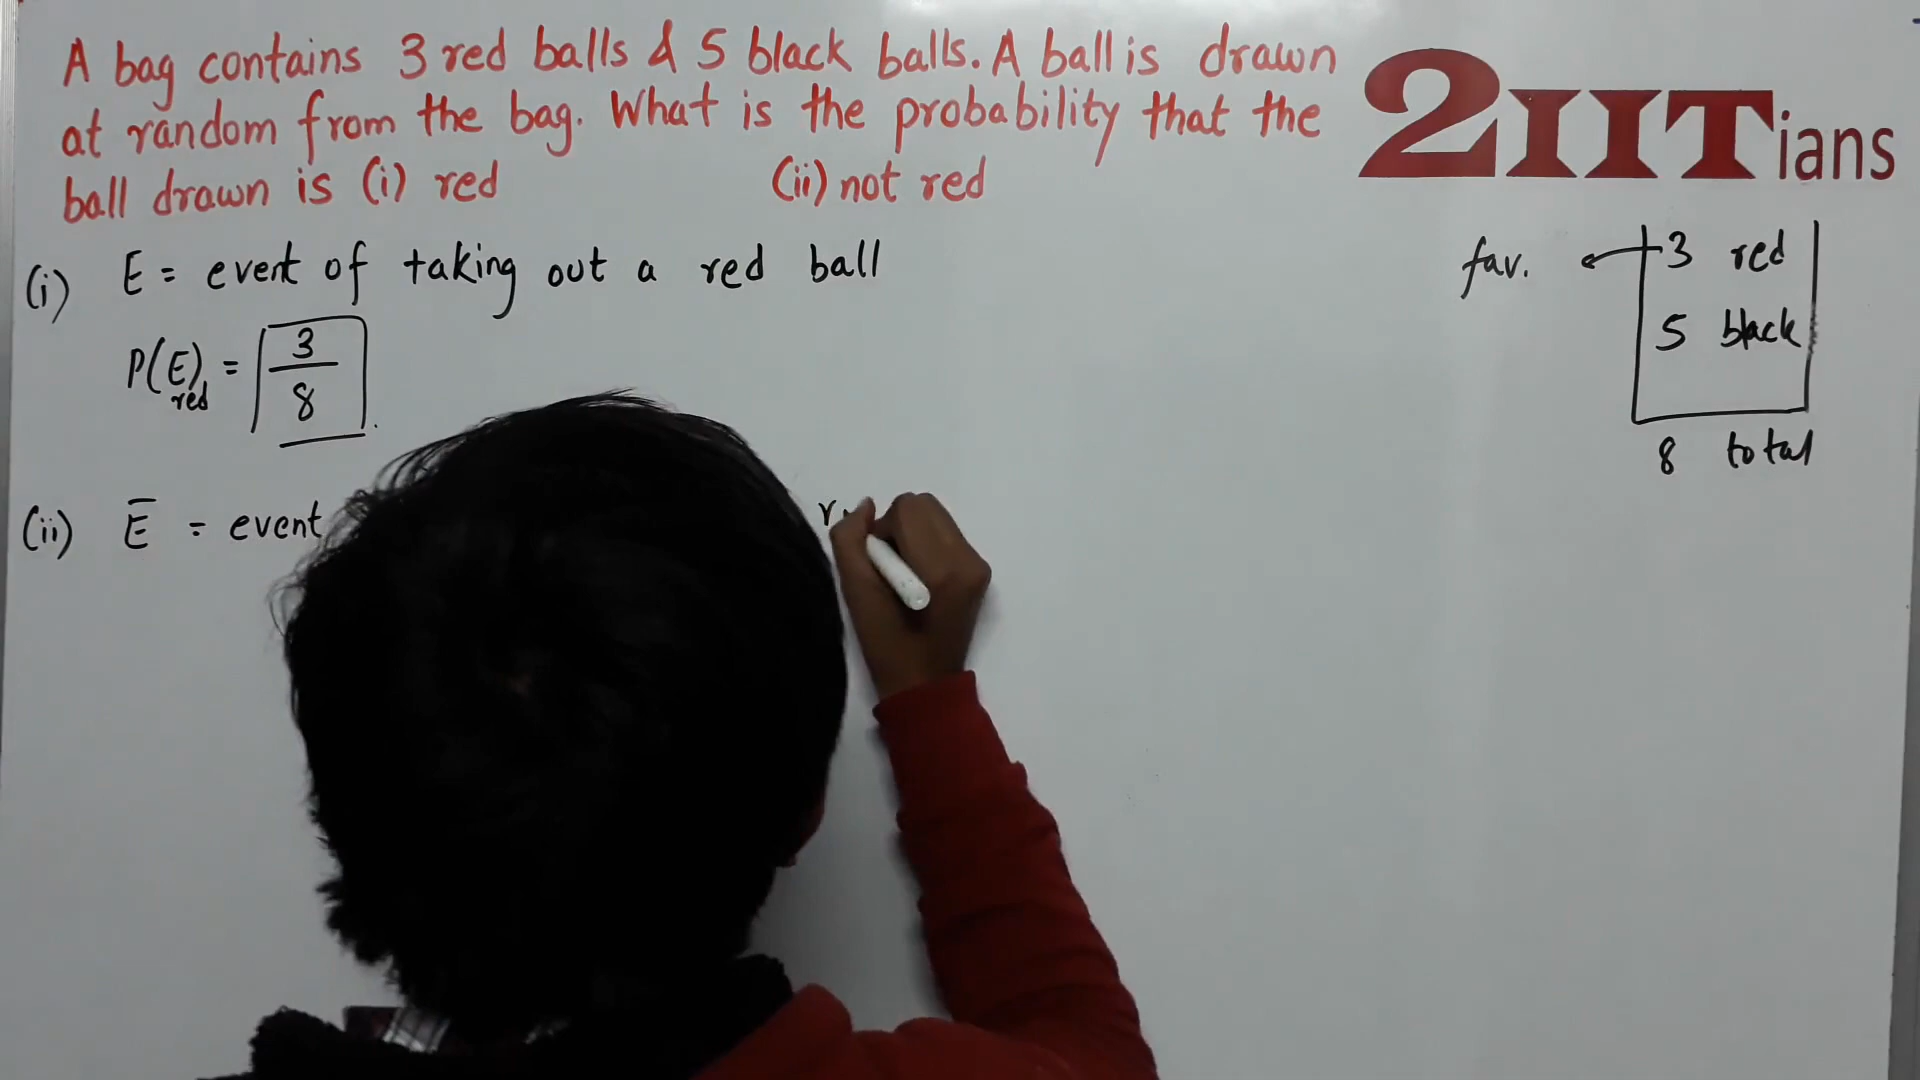 A bag contains 3 red balls & 5 black balls. A ball is drawn
at random from the bag. What is the probability that the
ball drawn is (i) red (ii) not red
2IITians
(i) E = event of taking out a red ball
P(E) = 3/8
red
fav. ← 3 red
5 black
8 total
(ii) E̅ = event